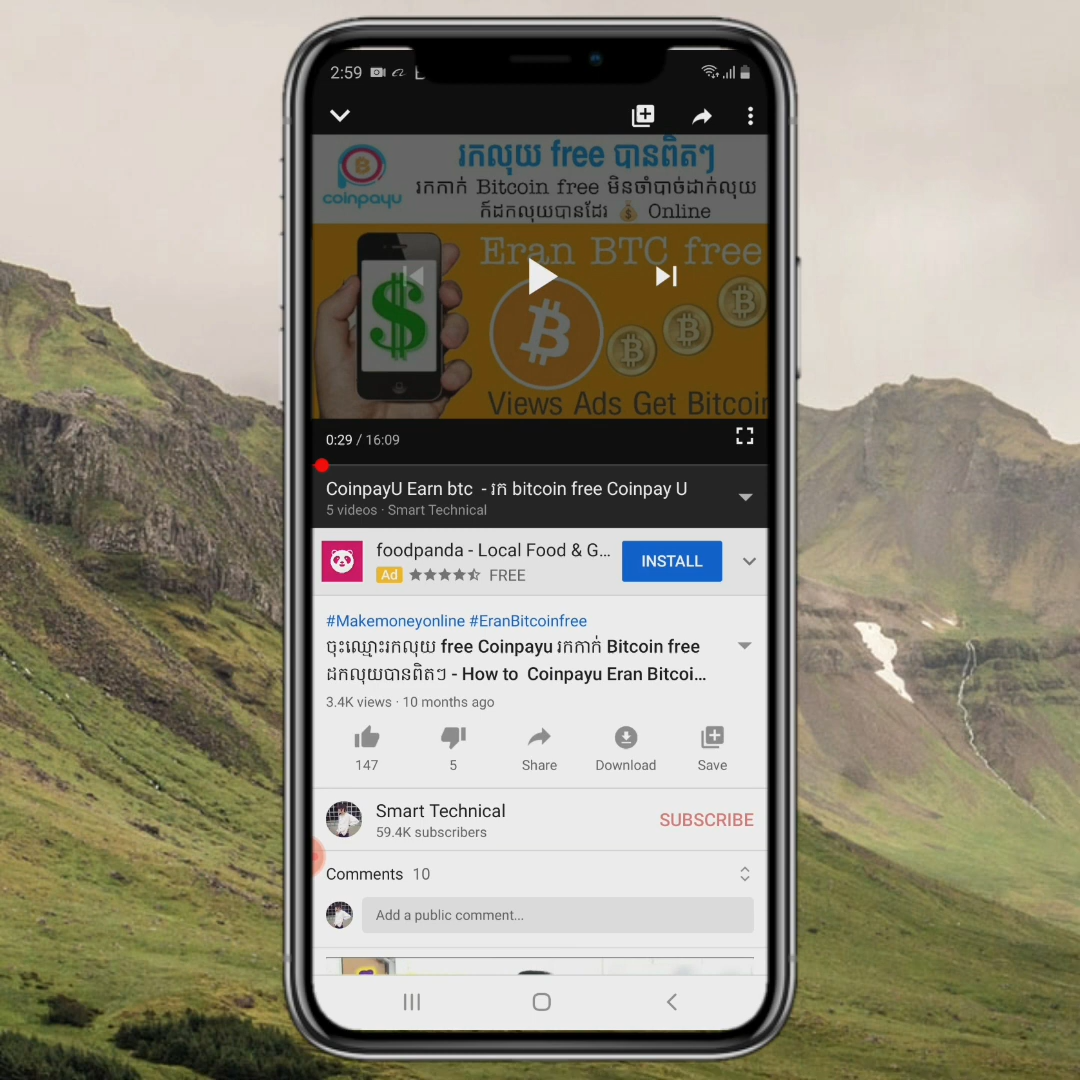 2:59
រកលុយ free បានពិតៗ
coinpayu
រកកាក់ Bitcoin free មិនចាំបាច់ដាក់លុយ
ក៍ដកលុយបានដែរ 💰 Online
Eran BTC free
Views Ads Get Bitcoin
0:29 / 16:09
CoinpayU Earn btc - រក bitcoin free Coinpay U
5 videos · Smart Technical
foodpanda - Local Food & G...
Ad FREE
INSTALL
#Makemoneyonline #EranBitcoinfree
ចុះឈ្មោះរកលុយ free Coinpayu រកកាក់ Bitcoin free
ដកលុយបានពិតៗ - How to Coinpayu Eran Bitcoi...
3.4K views · 10 months ago
147
5
Share
Download
Save
Smart Technical
59.4K subscribers
SUBSCRIBE
Comments 10
Add a public comment...